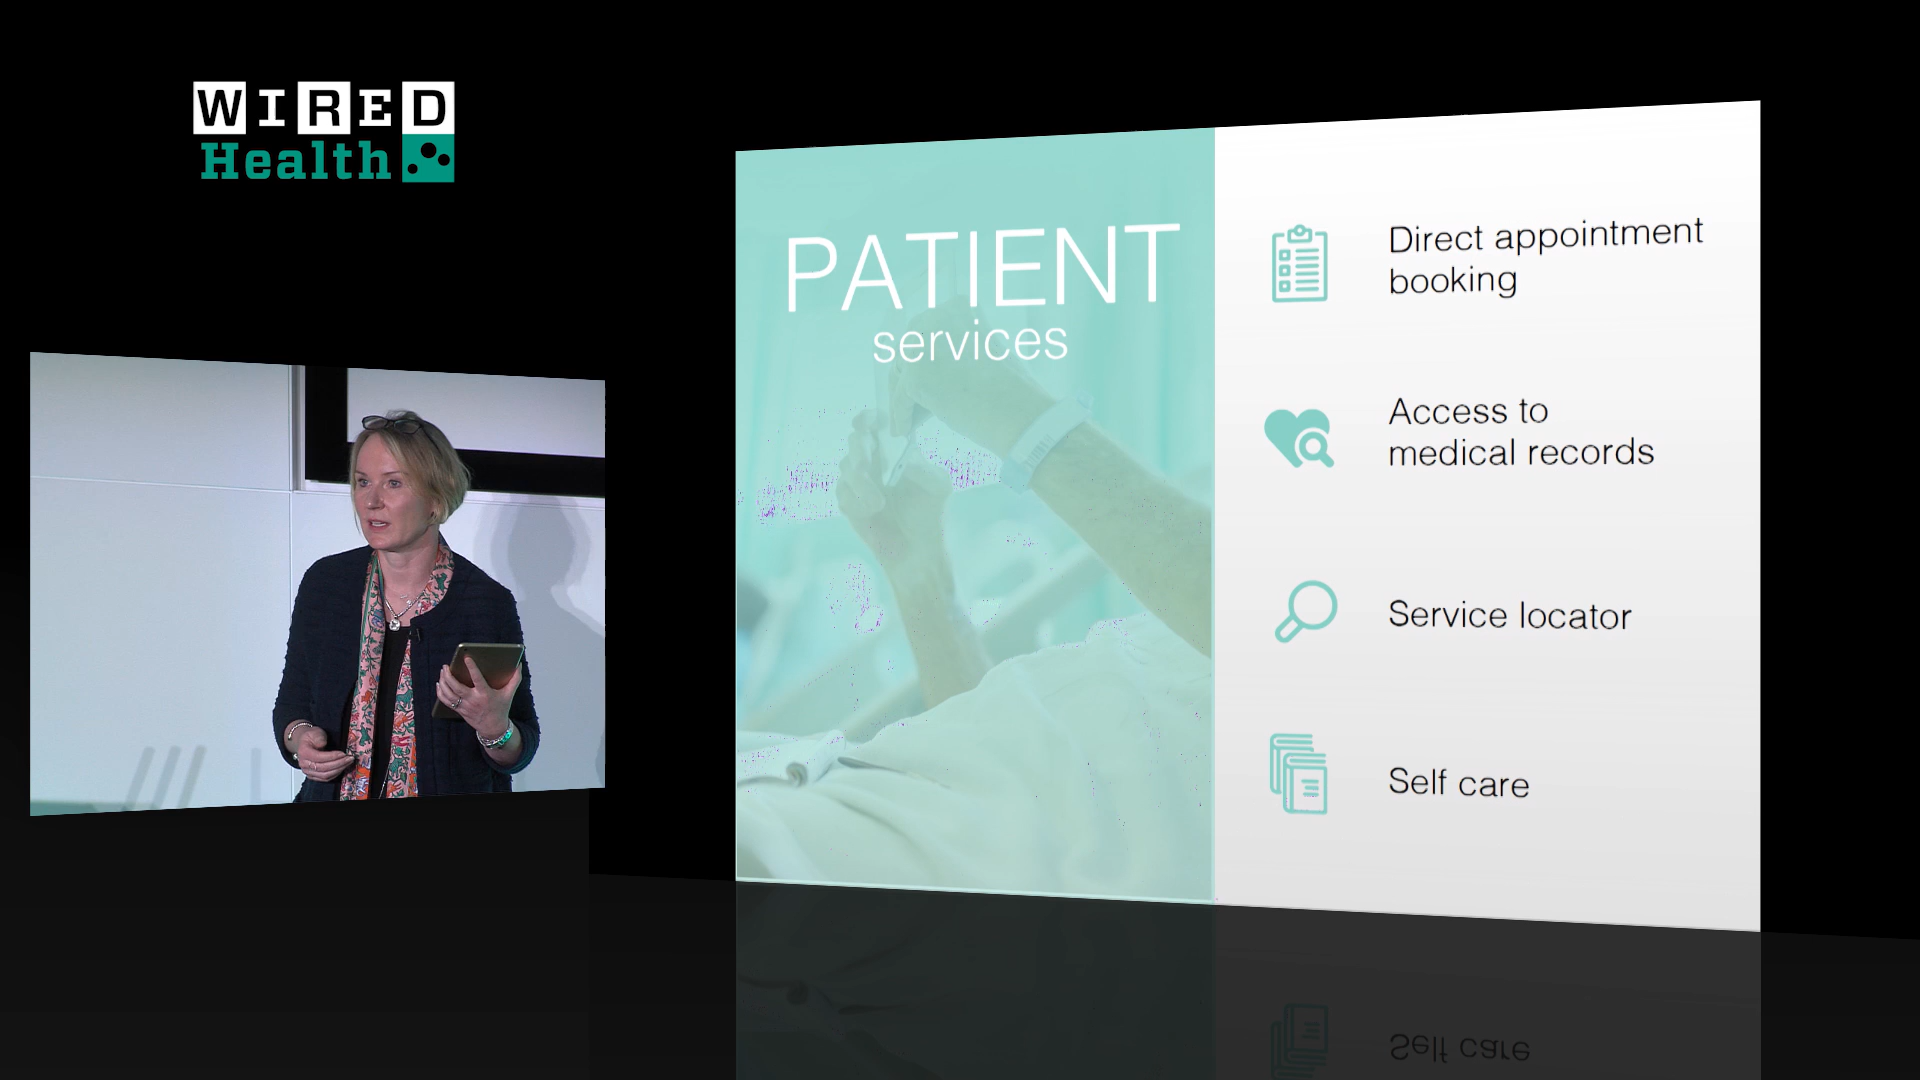 WIRED
Health
PATIENT
services
Direct appointment
booking
Access to
medical records
Service locator
Self care